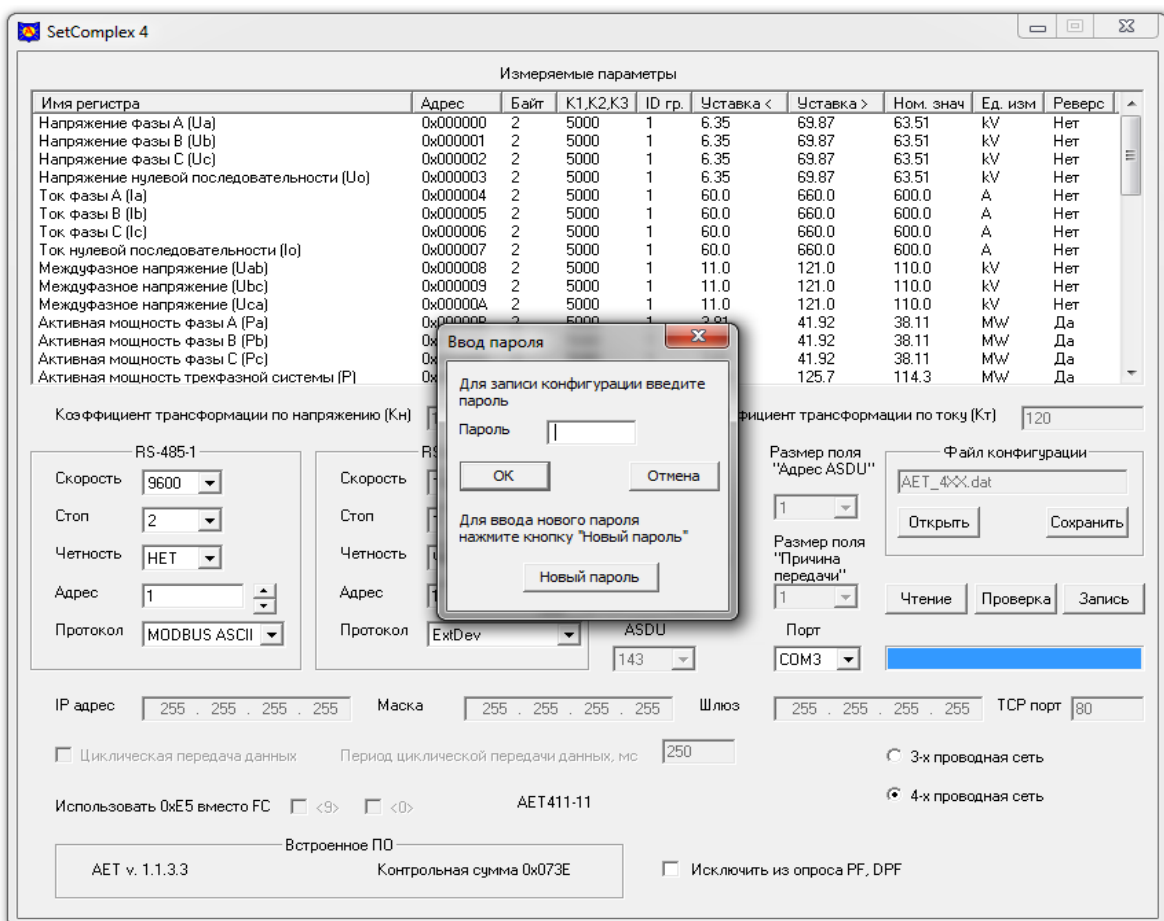 SetComplex 4
Измеряемые параметры
Имя регистра Адрес Байт К1,К2,К3 ID гр. Уставка < Уставка > Ном. знач Ед. изм Реверс
Напряжение фазы А (Ua) 0x000000 2 5000 1 6.35 69.87 63.51 kV Нет
Напряжение фазы В (Ub) 0x000001 2 5000 1 6.35 69.87 63.51 kV Нет
Напряжение фазы С (Uc) 0x000002 2 5000 1 6.35 69.87 63.51 kV Нет
Напряжение нулевой последовательности (Uo) 0x000003 2 5000 1 6.35 69.87 63.51 kV Нет
Ток фазы А (Ia) 0x000004 2 5000 1 60.0 660.0 600.0 A Нет
Ток фазы В (Ib) 0x000005 2 5000 1 60.0 660.0 600.0 A Нет
Ток фазы С (Ic) 0x000006 2 5000 1 60.0 660.0 600.0 A Нет
Ток нулевой последовательности (Io) 0x000007 2 5000 1 60.0 660.0 600.0 A Нет
Междуфазное напряжение (Uab) 0x000008 2 5000 1 11.0 121.0 110.0 kV Нет
Междуфазное напряжение (Ubc) 0x000009 2 5000 1 11.0 121.0 110.0 kV Нет
Междуфазное напряжение (Uca) 0x00000A 2 5000 1 11.0 121.0 110.0 kV Нет
Активная мощность фазы А (Pa) 41.92 38.11 MW Да
Активная мощность фазы В (Pb) 41.92 38.11 MW Да
Активная мощность фазы С (Pc) 41.92 38.11 MW Да
Активная мощность трехфазной системы (P) 125.7 114.3 MW Да
Ввод пароля
Для записи конфигурации введите
пароль
Пароль
ОК Отмена
Для ввода нового пароля
нажмите кнопку "Новый пароль"
Новый пароль
Коэффициент трансформации по напряжению (Кн)
трансформации по току (Кт) 120
RS-485-1
Скорость 9600
Стоп 2
Четность НЕТ
Адрес 1
Протокол MODBUS ASCII
Скорость
Стоп
Четность
Адрес
Протокол ExtDev
ASDU
143
Размер поля
"Адрес ASDU"
1
Размер поля
"Причина
передачи"
1
Порт
COM3
Файл конфигурации
AET_4XX.dat
Открыть Сохранить
Чтение Проверка Запись
IP адрес 255 . 255 . 255 . 255 Маска 255 . 255 . 255 . 255 Шлюз 255 . 255 . 255 . 255 TCP порт 80
Циклическая передача данных Период циклической передачи данных, мс 250
3-х проводная сеть
4-х проводная сеть
Использовать 0xE5 вместо FC <9> <0> AET411-11
Встроенное ПО
AET v. 1.1.3.3 Контрольная сумма 0x073E
Исключить из опроса PF, DPF